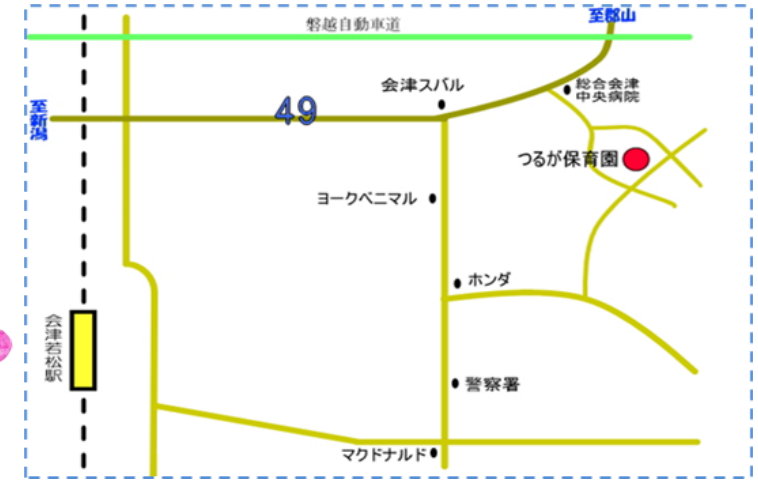 至郡山
磐越自動車道
会津スバル
総合会津
中央病院
至新潟
49
つるが保育園
ヨークベニマル
ホンダ
会津若松駅
警察署
マクドナルド